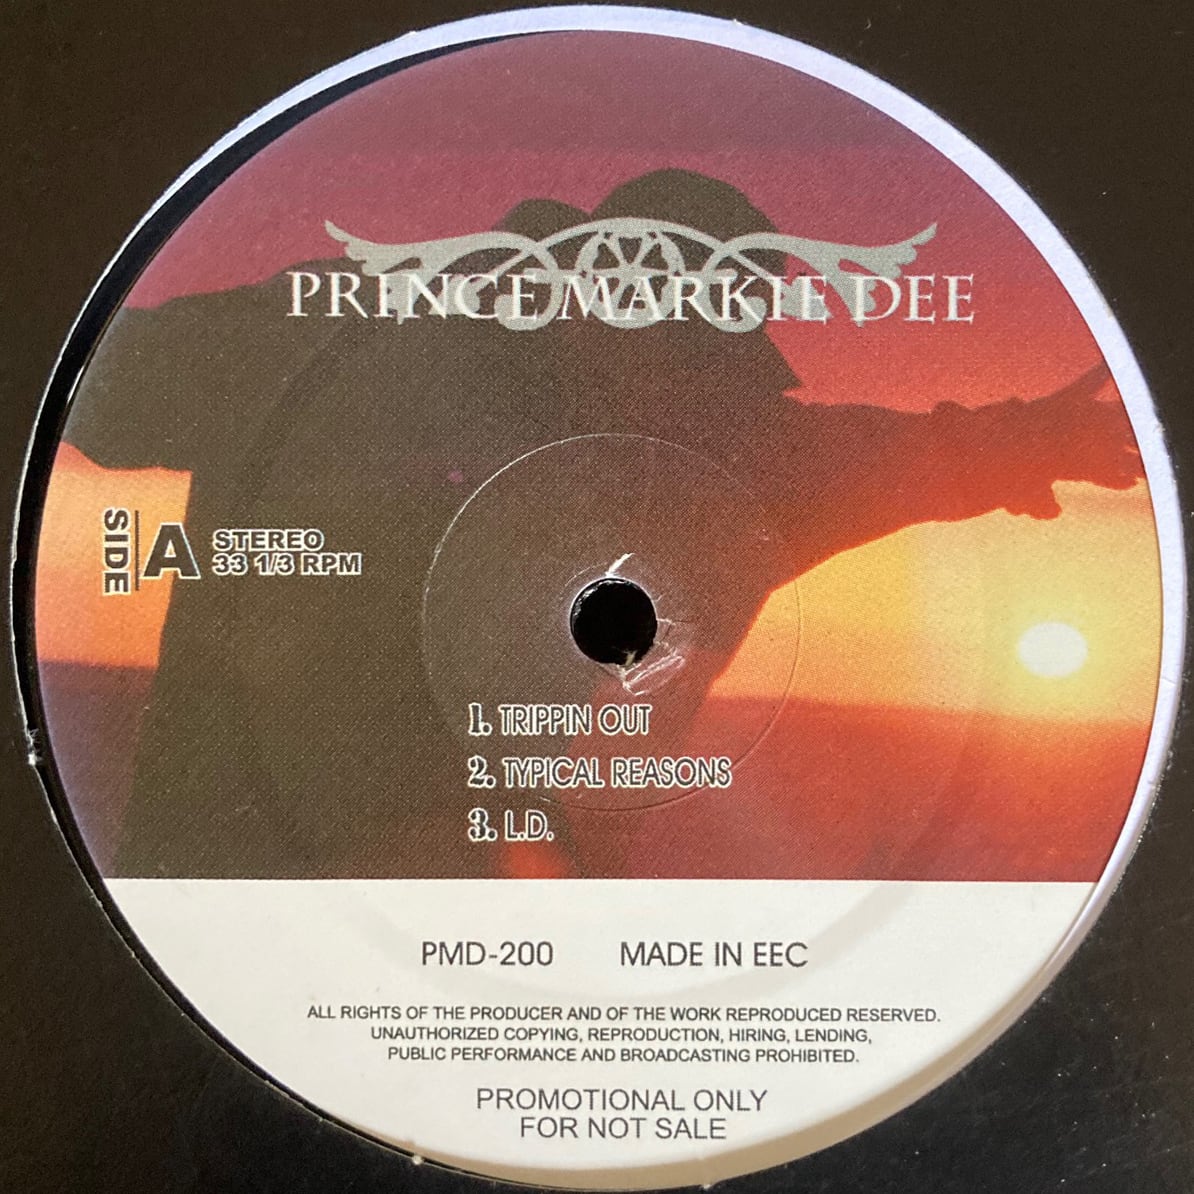 PRINCE MARKIE DEE
SIDE A
STEREO
33 1/3 RPM
1. TRIPPIN OUT
2. TYPICAL REASONS
3. L.D.
PMD-200 MADE IN EEC
ALL RIGHTS OF THE PRODUCER AND OF THE WORK REPRODUCED RESERVED.
UNAUTHORIZED COPYING, REPRODUCTION, HIRING, LENDING,
PUBLIC PERFORMANCE AND BROADCASTING PROHIBITED.
PROMOTIONAL ONLY
FOR NOT SALE